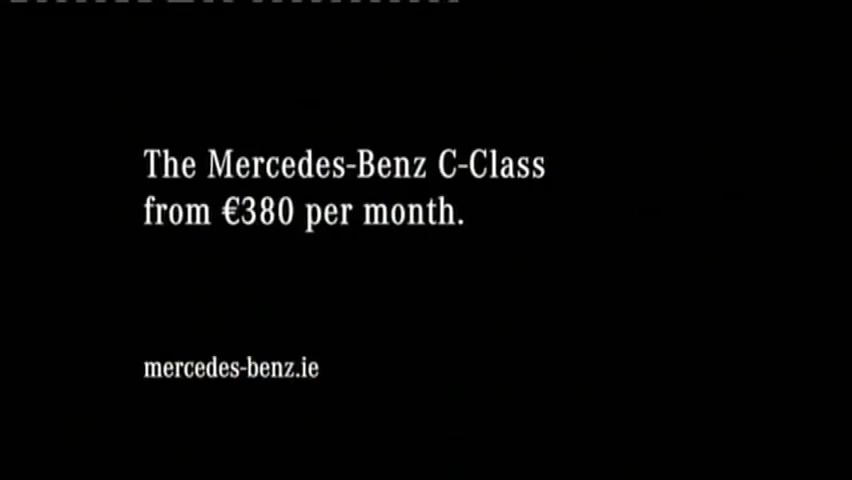 The Mercedes-Benz C-Class
from €380 per month.
mercedes-benz.ie